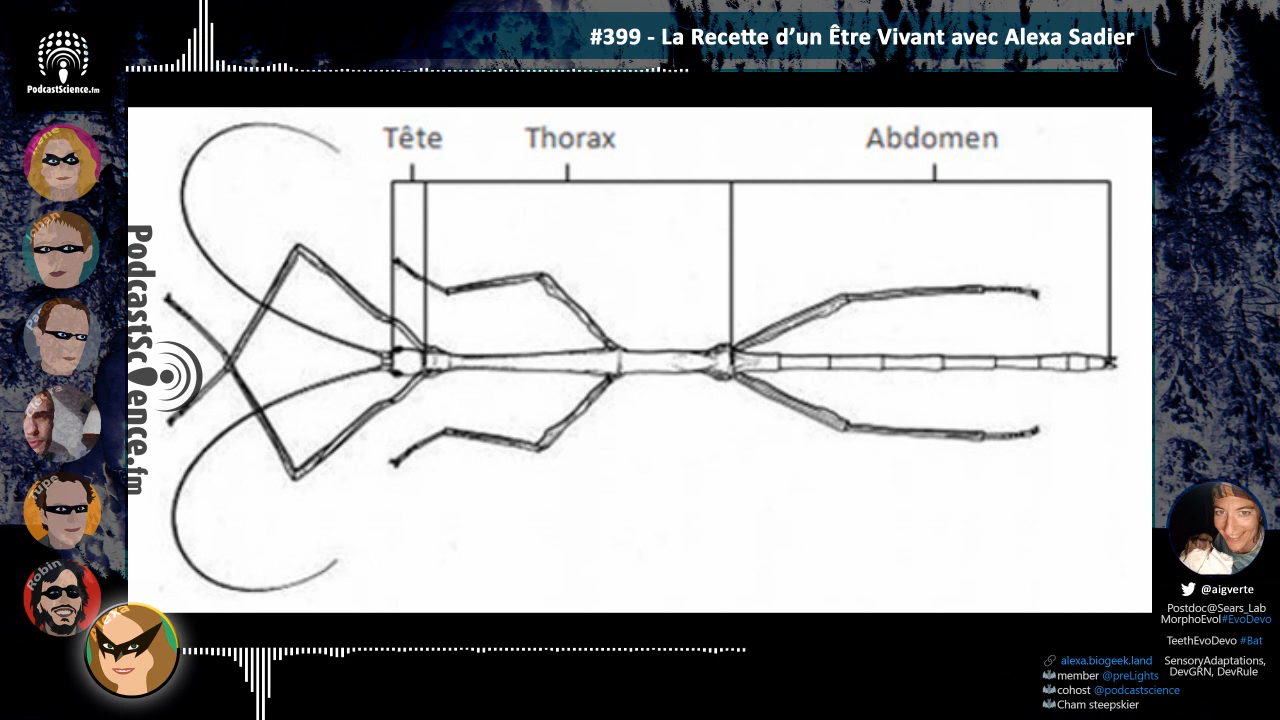 #399 - La Recette d'un Être Vivant avec Alexa Sadier
PodcastScience.fm
Tête Thorax Abdomen
PodcastScience.fm
Robin
Alexa
@aigverte
Postdoc@Sears_Lab
MorphoEvol#EvoDevo
TeethEvoDevo #Bat
SensoryAdaptations,
DevGRN, DevRule
alexa.biogeek.land
member @preLights
cohost @podcastscience
Cham steepskier